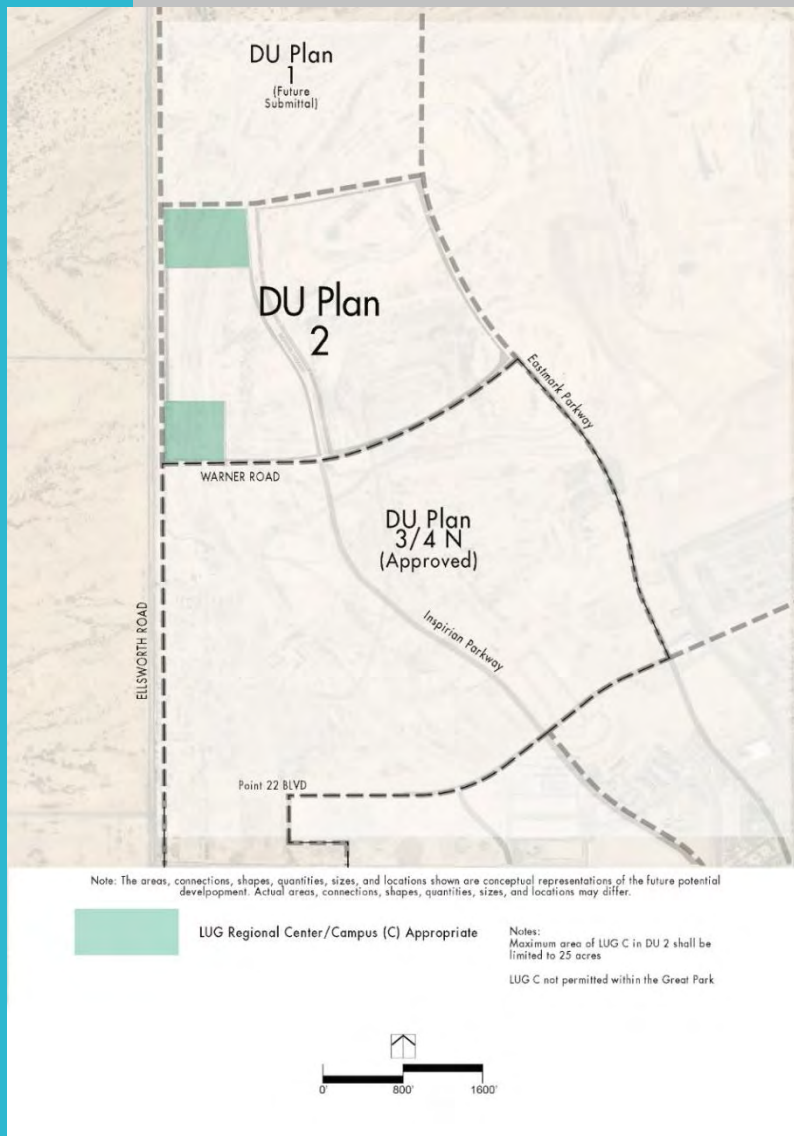 DU Plan
1
(Future
Submittal)
DU Plan
2
Eastmark Parkway
WARNER ROAD
DU Plan
3/4 N
(Approved)
ELLSWORTH ROAD
Inspirian Parkway
Point 22 BLVD
Note: The areas, connections, shapes, quantities, sizes, and locations shown are conceptual representations of the future potential
develpopment. Actual areas, connections, shapes, quantities, sizes, and locations may differ.
LUG Regional Center/Campus (C) Appropriate
Notes:
Maximum area of LUG C in DU 2 shall be
limited to 25 acres
LUG C not permitted within the Great Park
0' 800' 1600'